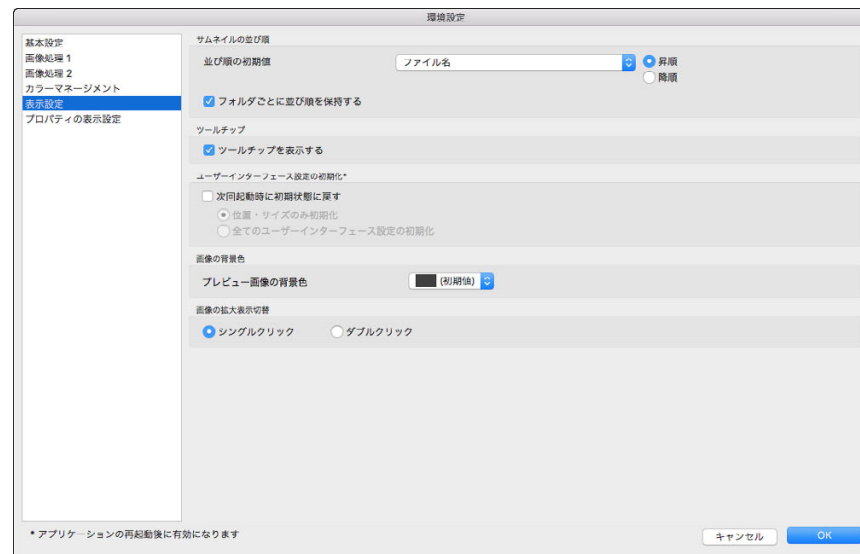 環境設定
基本設定
画像処理 1
画像処理 2
カラーマネージメント
表示設定
プロパティの表示設定
サムネイルの並び順
並び順の初期値 ファイル名 昇順
降順
フォルダごとに並び順を保持する
ツールチップ
ツールチップを表示する
ユーザーインターフェース設定の初期化*
次回起動時に初期状態に戻す
位置・サイズのみ初期化
全てのユーザーインターフェース設定の初期化
画像の背景色
プレビュー画像の背景色 (初期値)
画像の拡大表示切替
シングルクリック ダブルクリック
* アプリケーションの再起動後に有効になります
キャンセル OK